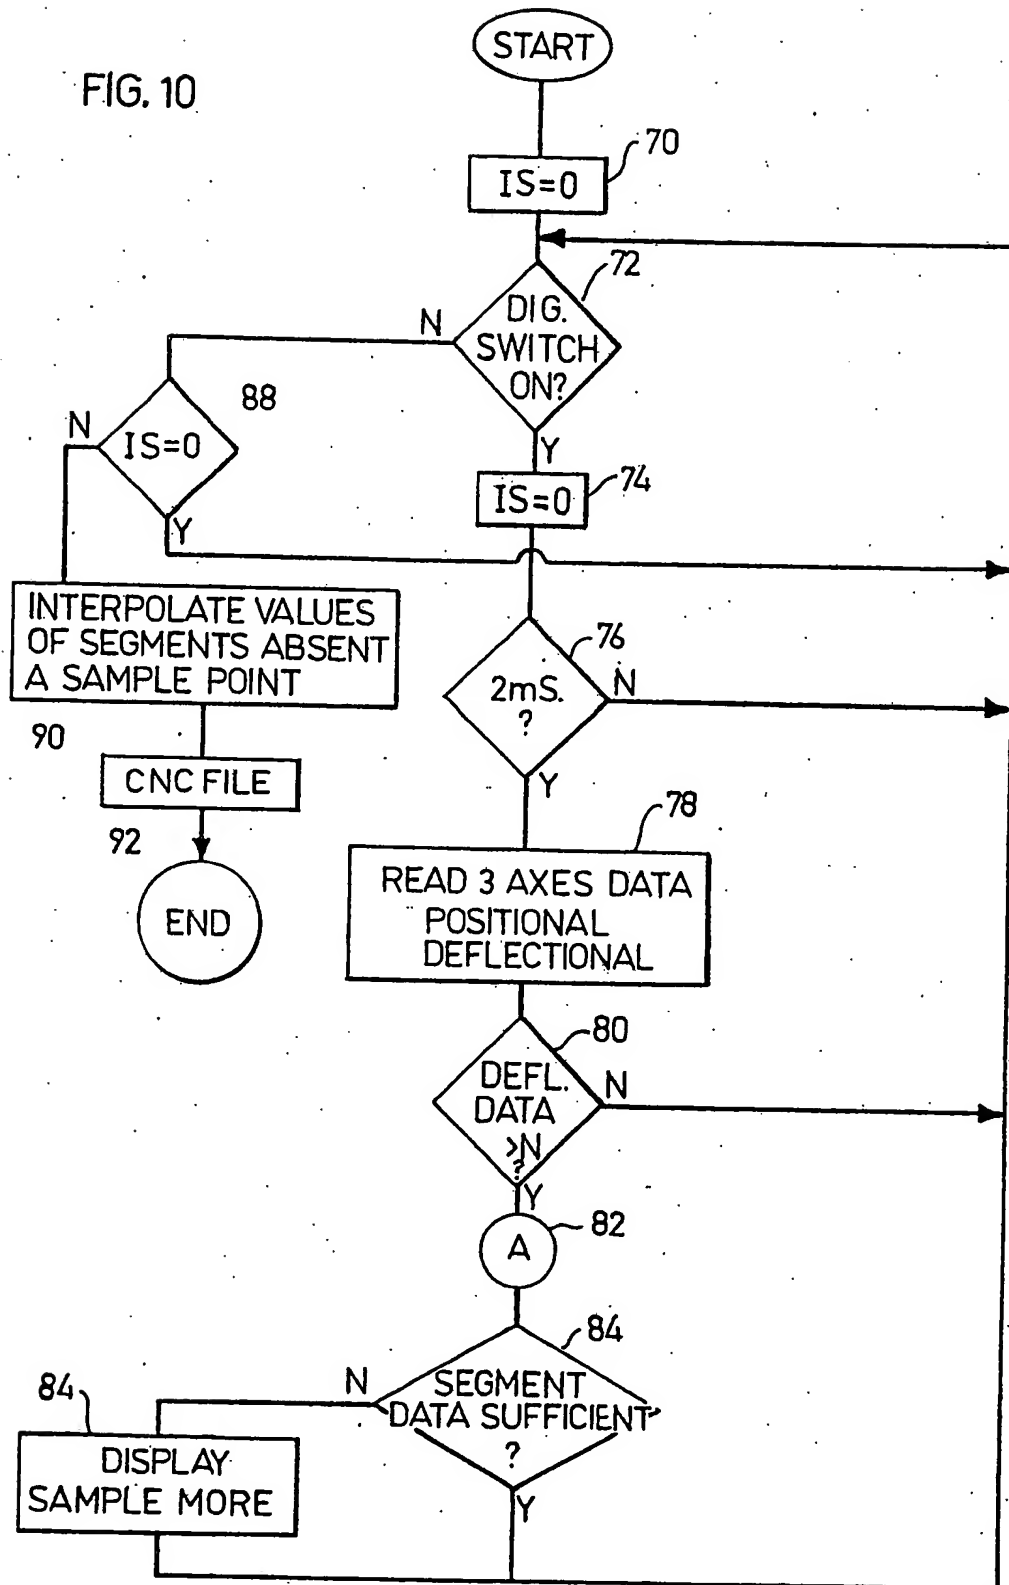 START
FIG. 10
70
IS=0
72
DIG.
SWITCH
ON?
N
Y
88
IS=0
N
Y
74
IS=0
INTERPOLATE VALUES
OF SEGMENTS ABSENT
A SAMPLE POINT
76
2mS.
?
N
Y
90
CNC FILE
92
END
78
READ 3 AXES DATA
POSITIONAL
DEFLECTIONAL
80
DEFL.
DATA
>N
?
N
Y
82
A
84
SEGMENT
DATA SUFFICIENT
?
N
Y
84
DISPLAY
SAMPLE MORE